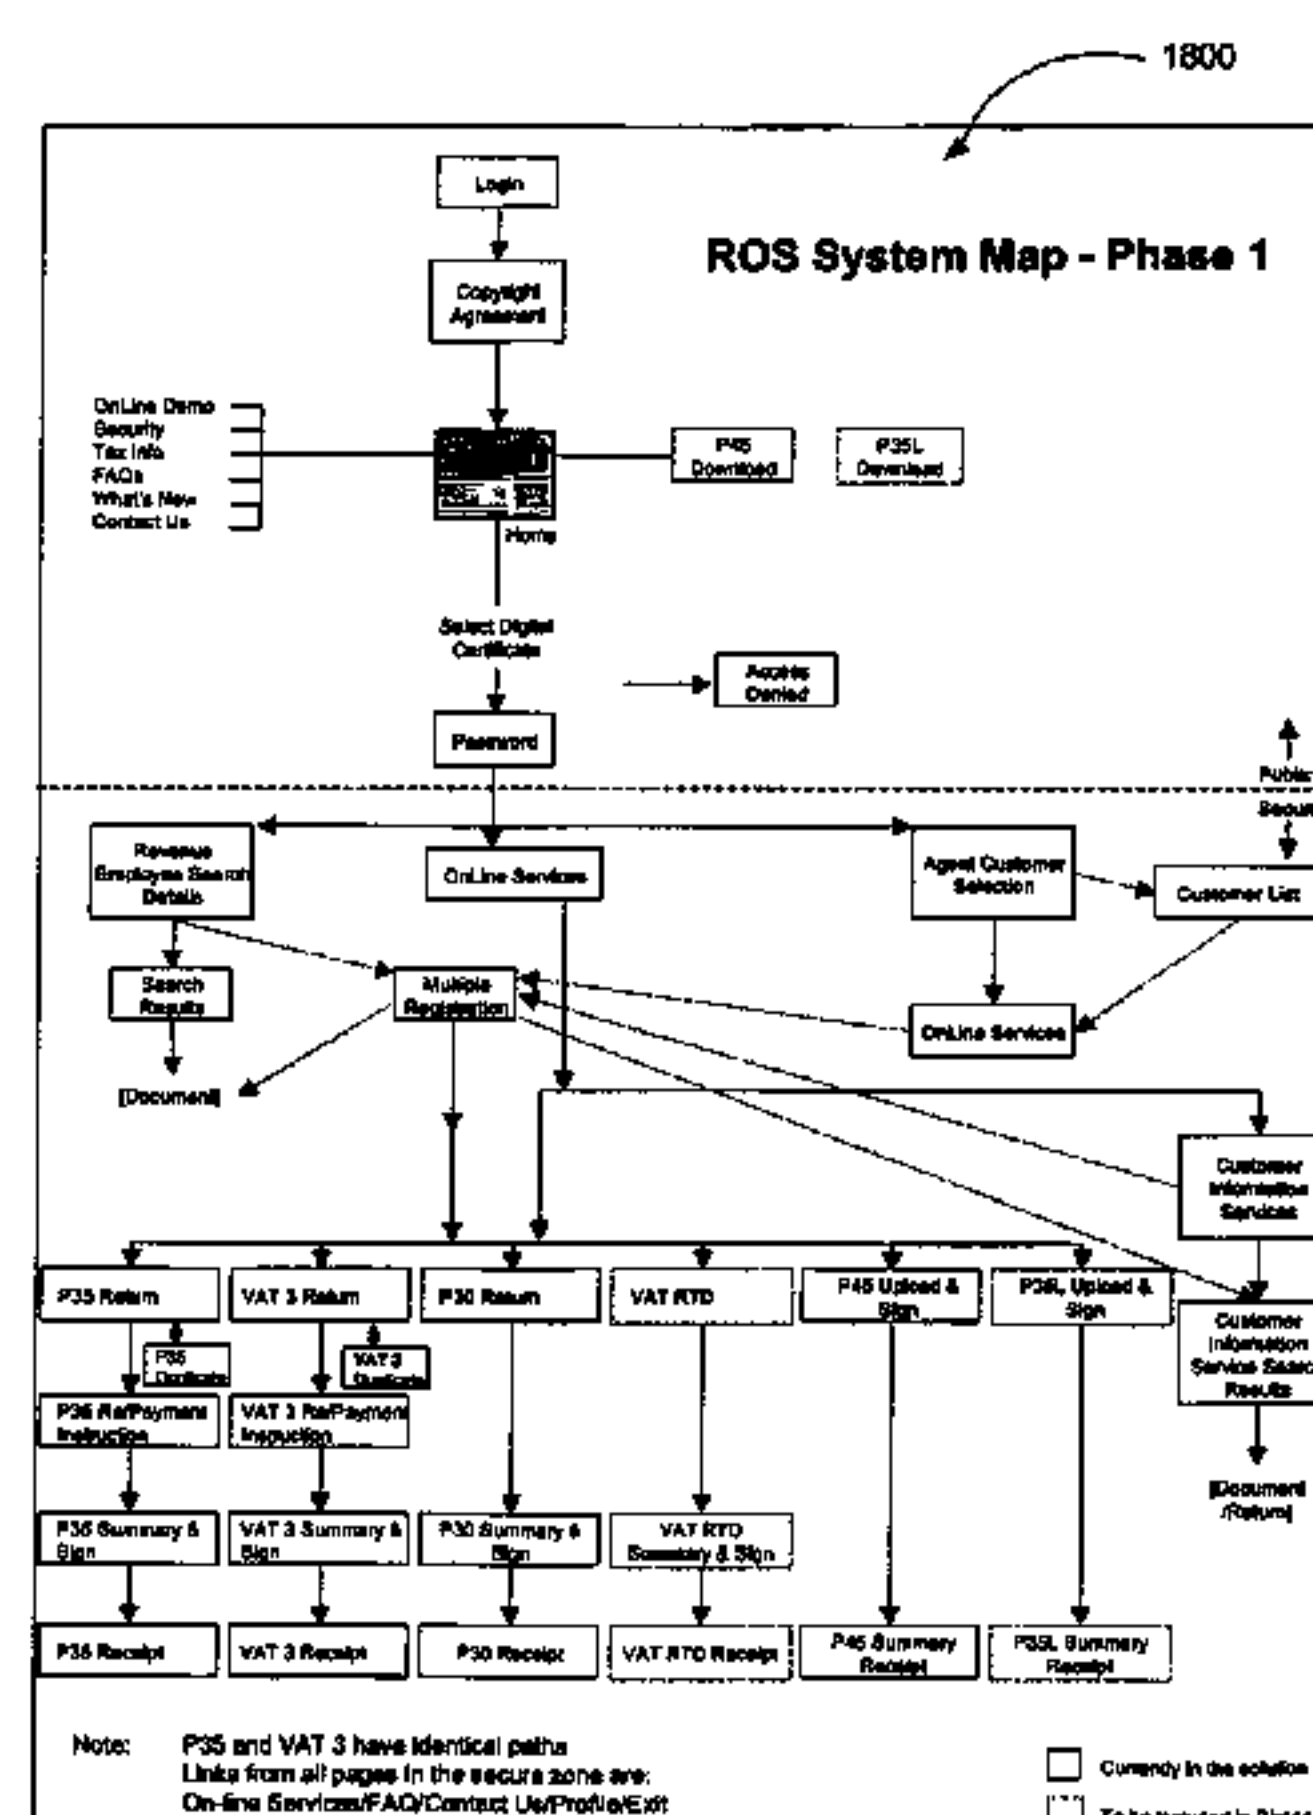 1800
Login
ROS System Map - Phase 1
Copyright
Agreement
OnLine Demo
Security
Tax Info
FAQs
What's New
Contact Us
P45
Download
P35L
Download
Home
Select Digital
Certificate
Access
Denied
Password
Public
Revenue
Employee Search
Details
OnLine Services
Agent Customer
Selection
Customer List
Search
Results
Multiple
Registration
OnLine Services
[Document]
Customer
Information
Services
P35 Return
VAT 3 Return
P30 Return
VAT RTD
P45 Upload &
Sign
P35L Upload &
Sign
P35
Duplicate
VAT 3
Duplicate
Customer
Information
Service
Results
P35 Re/Payment
Instruction
VAT 3 Re/Payment
Instruction
[Document
/Return]
P35 Summary &
Sign
VAT 3 Summary &
Sign
P30 Summary &
Sign
VAT RTD
Summary & Sign
P35 Receipt
VAT 3 Receipt
P30 Receipt
VAT RTD Receipt
P45 Summary
Receipt
P35L Summary
Receipt
Note:
P35 and VAT 3 have identical paths
Links from all pages in the secure zone are:
On-line Services/FAQ/Contact Us/Profile/Exit
Currently in the solution